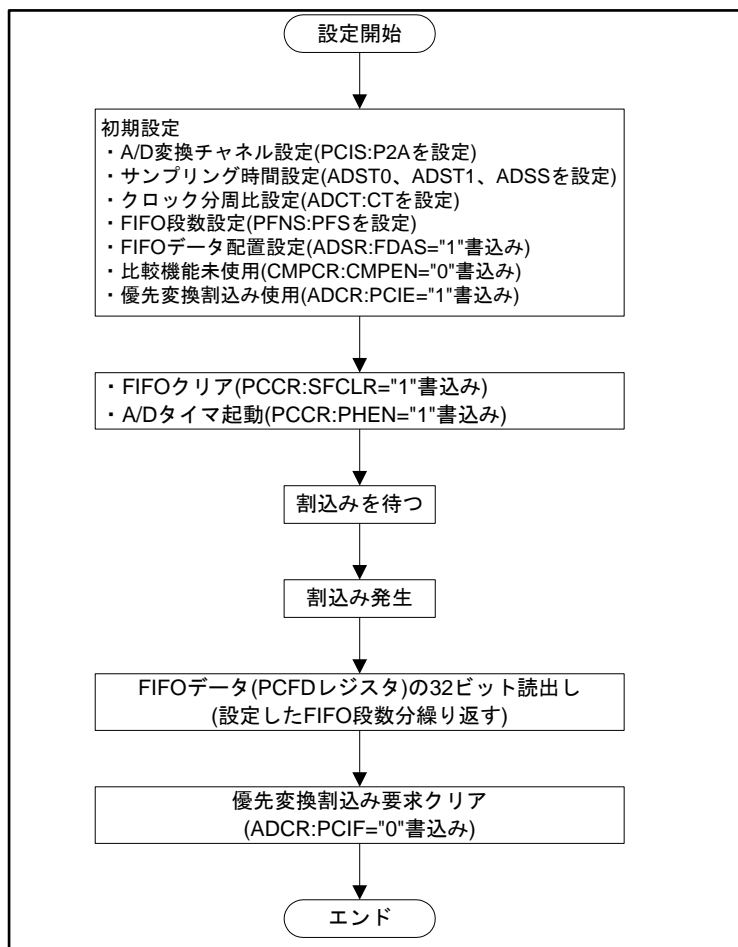 設定開始
初期設定
・A/D変換チャネル設定(PCIS:P2Aを設定)
・サンプリング時間設定(ADST0、ADST1、ADSSを設定)
・クロック分周比設定(ADCT:CTを設定)
・FIFO段数設定(PFNS:PFSを設定)
・FIFOデータ配置設定(ADSR:FDAS="1"書込み)
・比較機能未使用(CMPCR:CMPEN="0"書込み)
・優先変換割込み使用(ADCR:PCIE="1"書込み)
・FIFOクリア(PCCR:SFCLR="1"書込み)
・A/Dタイマ起動(PCCR:PHEN="1"書込み)
割込みを待つ
割込み発生
FIFOデータ(PCFDレジスタ)の32ビット読出し
(設定したFIFO段数分繰り返す)
優先変換割込み要求クリア
(ADCR:PCIF="0"書込み)
エンド